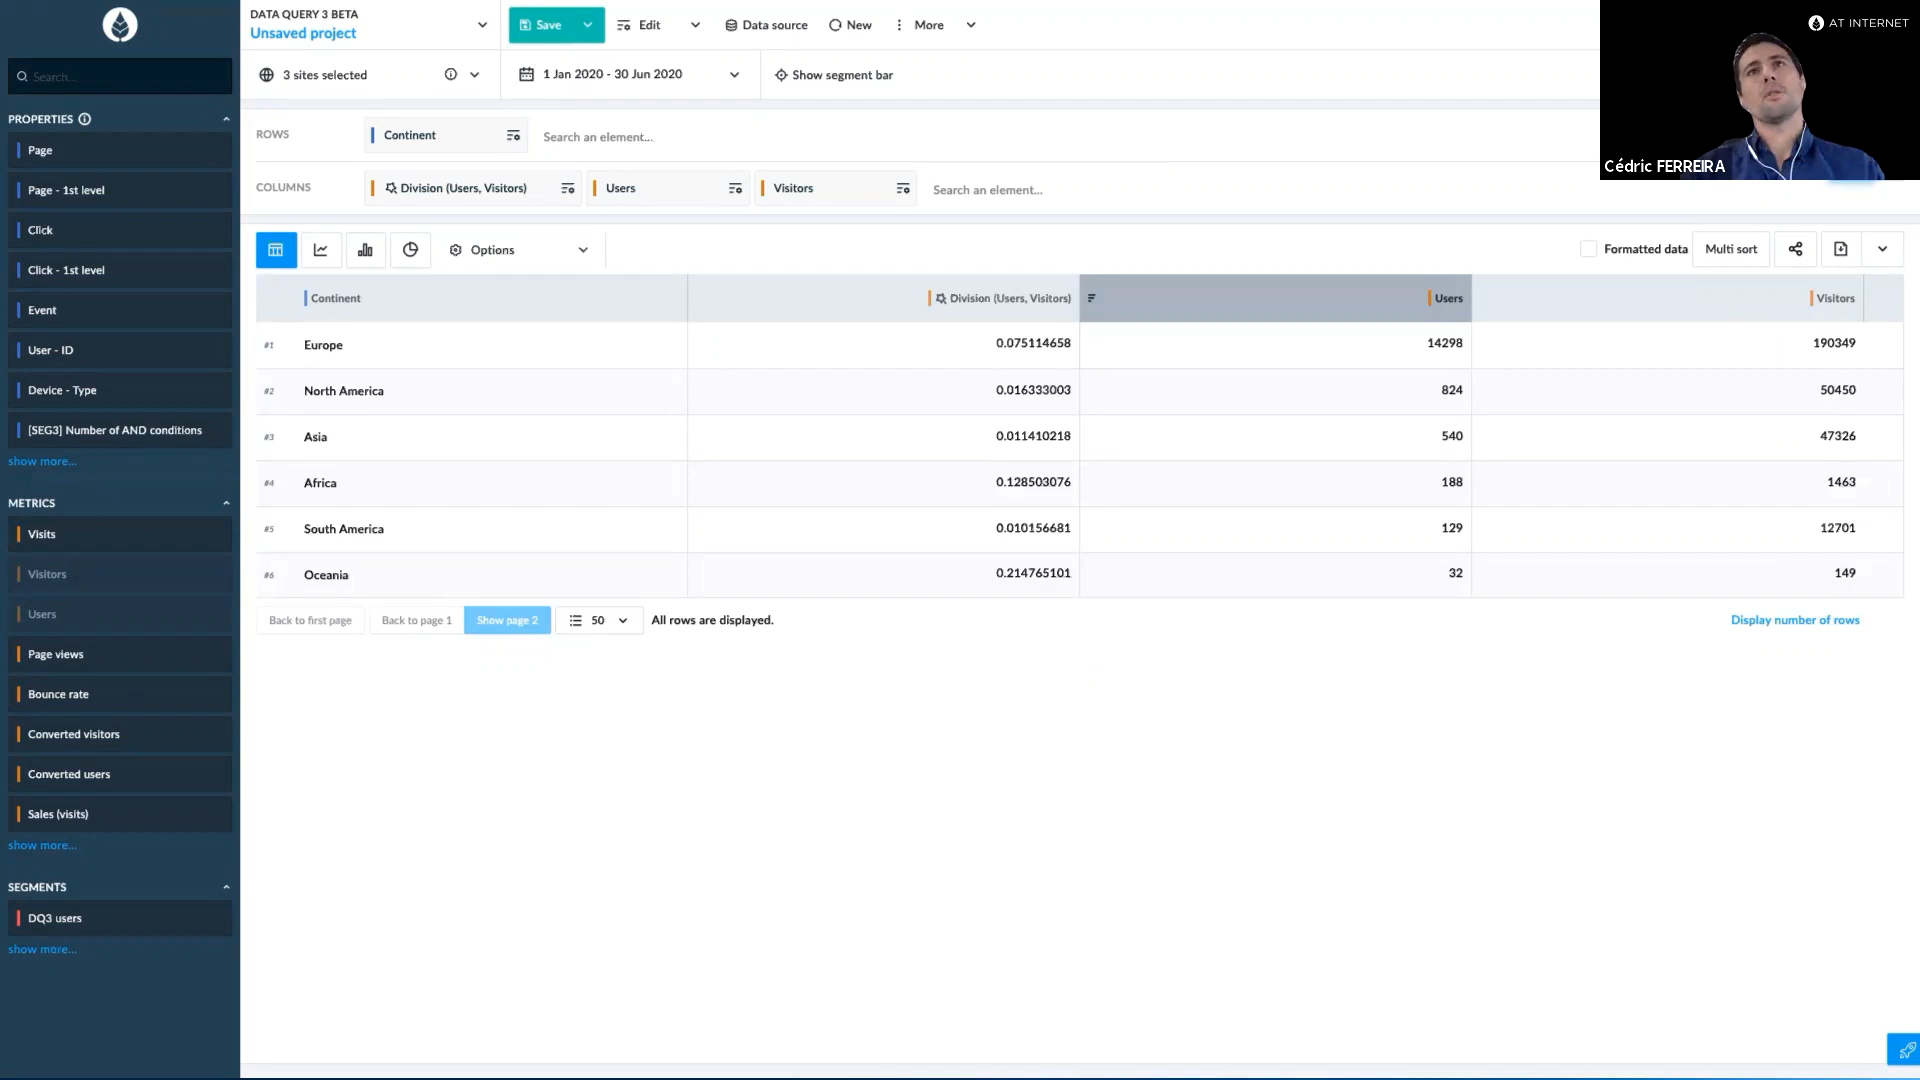 DATA QUERY 3 BETA
Unsaved project
Save
Edit
Data source
New
More
AT INTERNET
3 sites selected
1 Jan 2020 - 30 Jun 2020
Show segment bar
Cédric FERREIRA
Search...
PROPERTIES
Page
Page - 1st level
Click
Click - 1st level
Event
User - ID
Device - Type
[SEG3] Number of AND conditions
show more...
METRICS
Visits
Visitors
Users
Page views
Bounce rate
Converted visitors
Converted users
Sales (visits)
show more...
SEGMENTS
DQ3 users
show more...
ROWS
Continent
Search an element...
COLUMNS
Division (Users, Visitors)
Users
Visitors
Search an element...
Options
Formatted data
Multi sort
Continent Division (Users, Visitors) Users Visitors
#1 Europe 0.075114658 14298 190349
#2 North America 0.016333003 824 50450
#3 Asia 0.011410218 540 47326
#4 Africa 0.128503076 188 1463
#5 South America 0.010156681 129 12701
#6 Oceania 0.214765101 32 149
Back to first page
Back to page 1
Show page 2
50
All rows are displayed.
Display number of rows